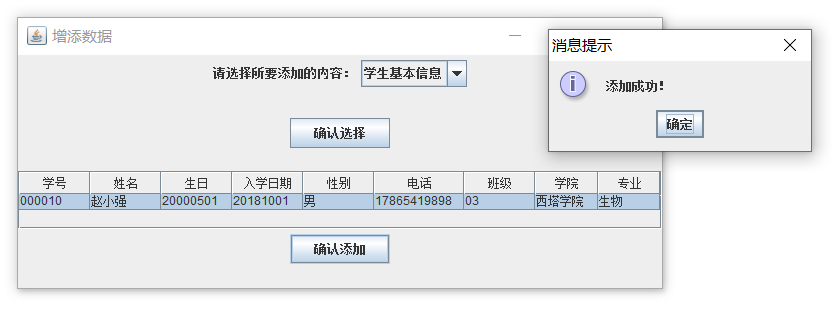 增添数据
消息提示
请选择所要添加的内容： 学生基本信息
添加成功！
确定
确认选择
学号 姓名 生日 入学日期 性别 电话 班级 学院 专业
000010 赵小强 20000501 20181001 男 17865419898 03 西塔学院 生物
确认添加